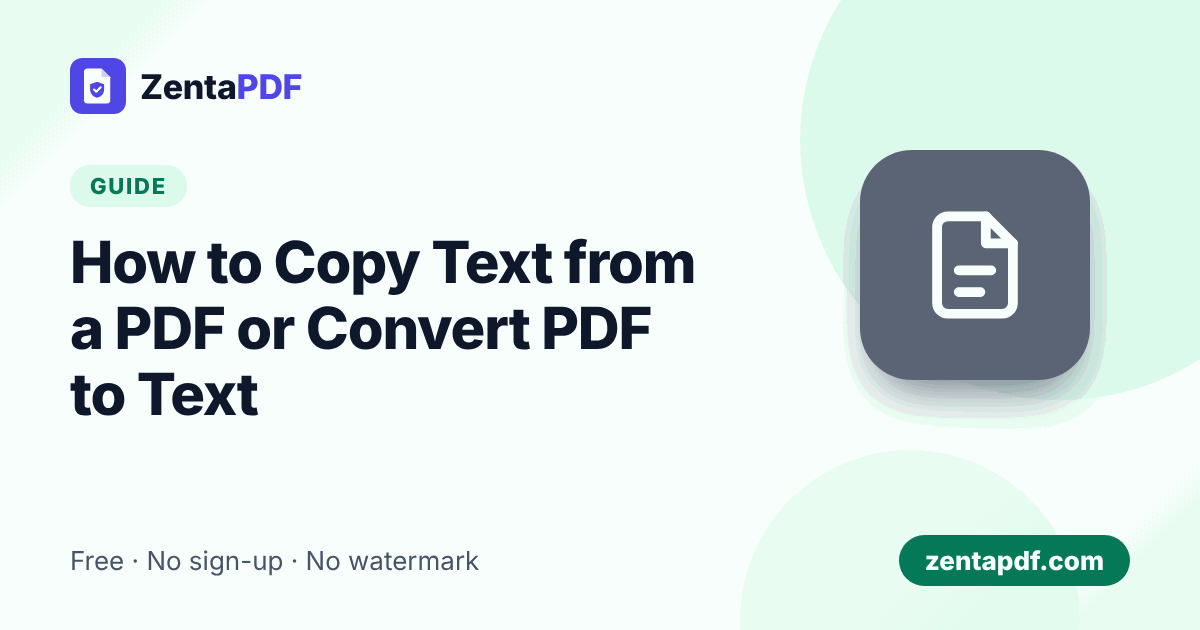 ZentaPDF
GUIDE
How to Copy Text from
a PDF or Convert PDF
to Text
Free · No sign-up · No watermark
zentapdf.com